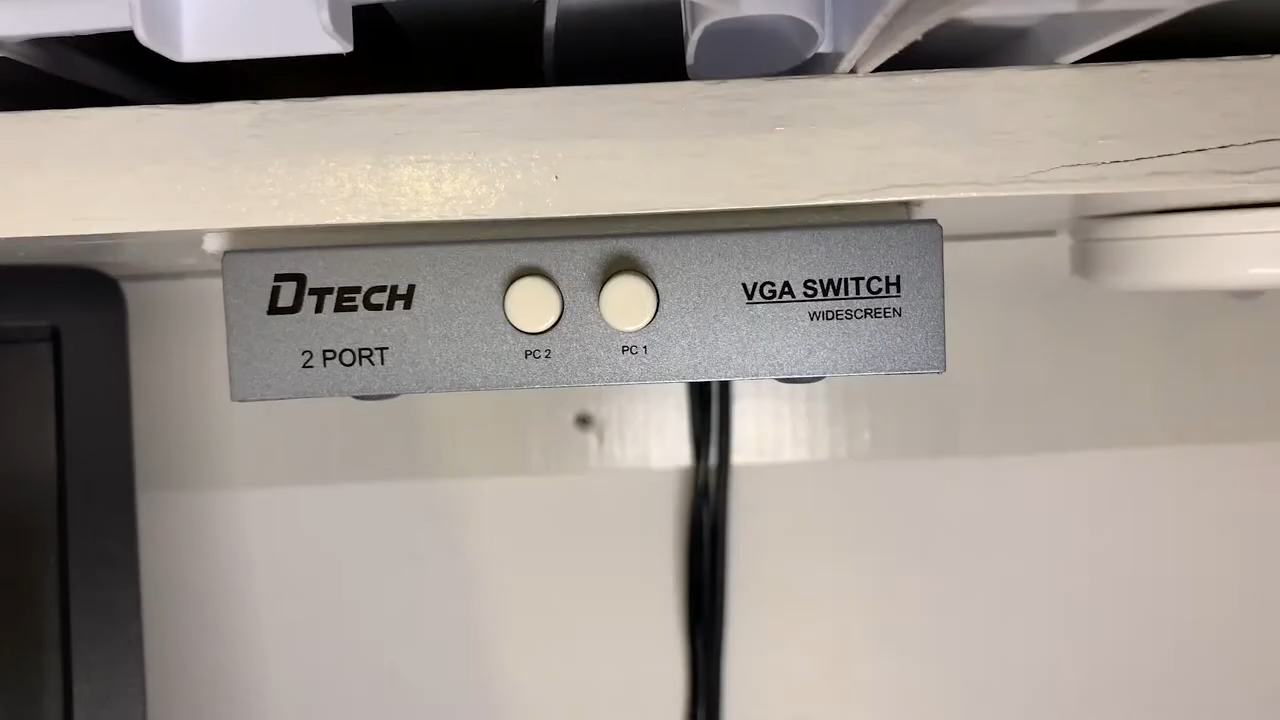 DTECH
2 PORT
PC 2
PC 1
VGA SWITCH
WIDESCREEN